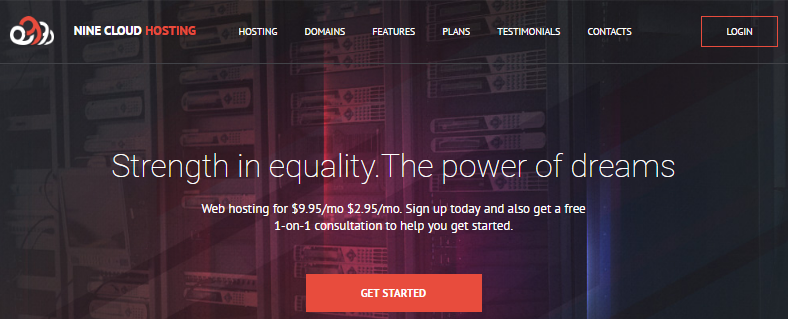 NINE CLOUD HOSTING
HOSTING DOMAINS FEATURES PLANS TESTIMONIALS CONTACTS
LOGIN
Strength in equality.The power of dreams
Web hosting for $9.95/mo $2.95/mo. Sign up today and also get a free
1-on-1 consultation to help you get started.
GET STARTED